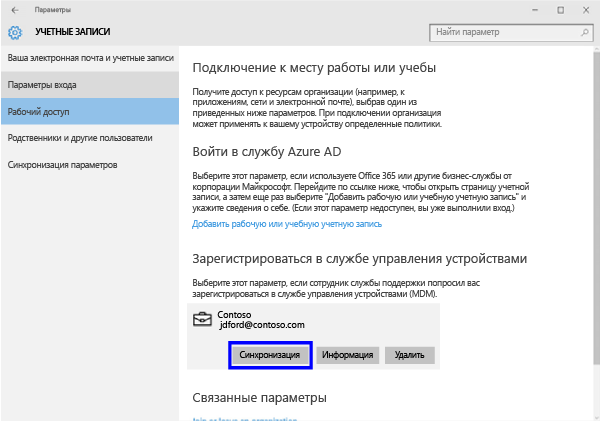 Параметры
УЧЕТНЫЕ ЗАПИСИ
Найти параметр
Ваша электронная почта и учетные записи
Параметры входа
Рабочий доступ
Родственники и другие пользователи
Синхронизация параметров
Подключение к месту работы или учебы
Получите доступ к ресурсам организации (например, к
приложениям, сети и электронной почте), выбрав один из
приведенных ниже параметров. При подключении организация
может применять к вашему устройству определенные политики.
Войти в службу Azure AD
Выберите этот параметр, если используете Office 365 или другие бизнес-службы от
корпорации Майкрософт. Перейдите по ссылке ниже, чтобы открыть страницу учетной
записи, а затем еще раз выберите "Добавить рабочую или учебную учетную запись" и
укажите сведения о себе. (Если этот параметр недоступен, вы уже выполнили вход.)
Добавить рабочую или учебную учетную запись
Зарегистрироваться в службе управления устройствами
Выберите этот параметр, если сотрудник службы поддержки попросил вас
зарегистрироваться в службе управления устройствами (MDM).
Contoso
jdford@contoso.com
Синхронизация
Информация
Удалить
Связанные параметры
Join or leave an organization